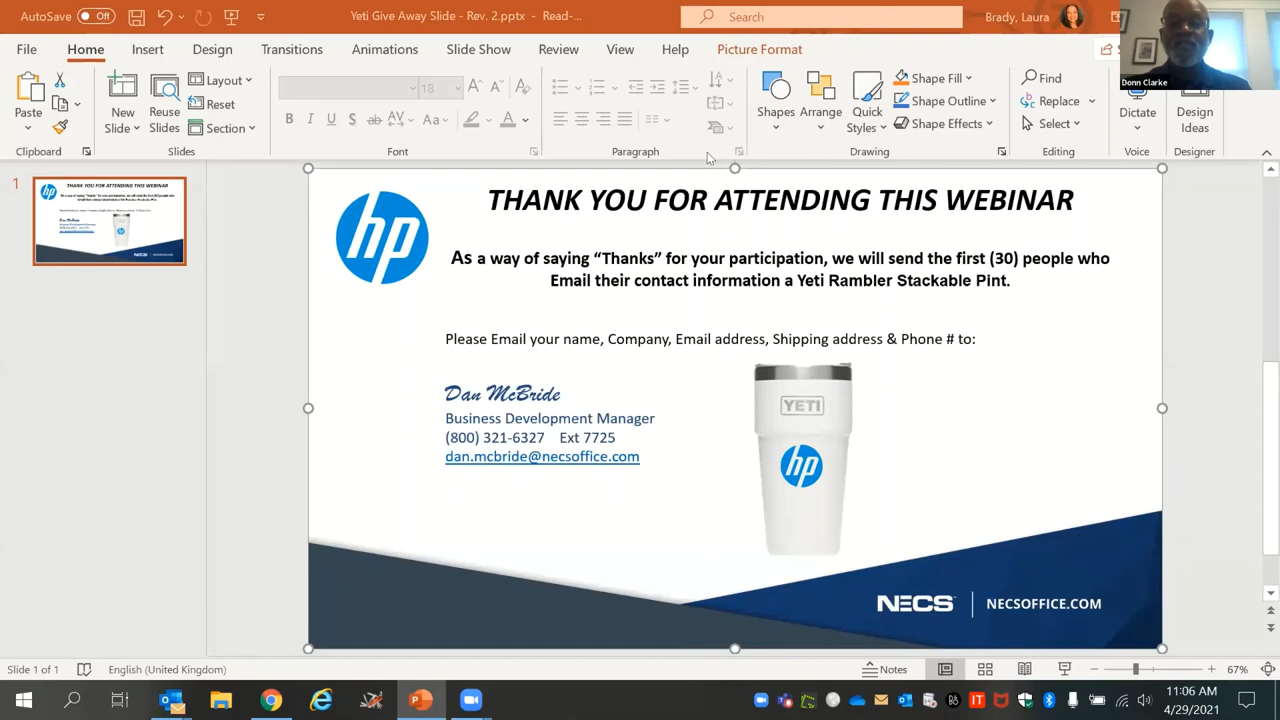 AutoSave
Off
Yeti Give Away Slide - Rev. 2.pptx - Read-...
Search
Brady, Laura
File
Home
Insert
Design
Transitions
Animations
Slide Show
Review
View
Help
Picture Format
Donn Clarke
Paste
New
Slide
Reuse
Slides
Layout
Reset
Section
18
Shapes
Arrange
Quick
Styles
Shape Fill
Shape Outline
Shape Effects
Find
Replace
Select
Dictate
Design
Ideas
Clipboard
Slides
Font
Paragraph
Drawing
Editing
Voice
Designer
1
hp
THANK YOU FOR ATTENDING THIS WEBINAR
As a way of saying “Thanks” for your participation, we will send the first (30) people who
Email their contact information a Yeti Rambler Stackable Pint.
Please Email your name, Company, Email address, Shipping address & Phone # to:
Dan McBride
Business Development Manager
(800) 321-6327 Ext 7725
dan.mcbride@necsoffice.com
YETI
hp
NECS
NECSOFFICE.COM
Slide 1 of 1
English (United Kingdom)
Notes
67%
11:06 AM
4/29/2021